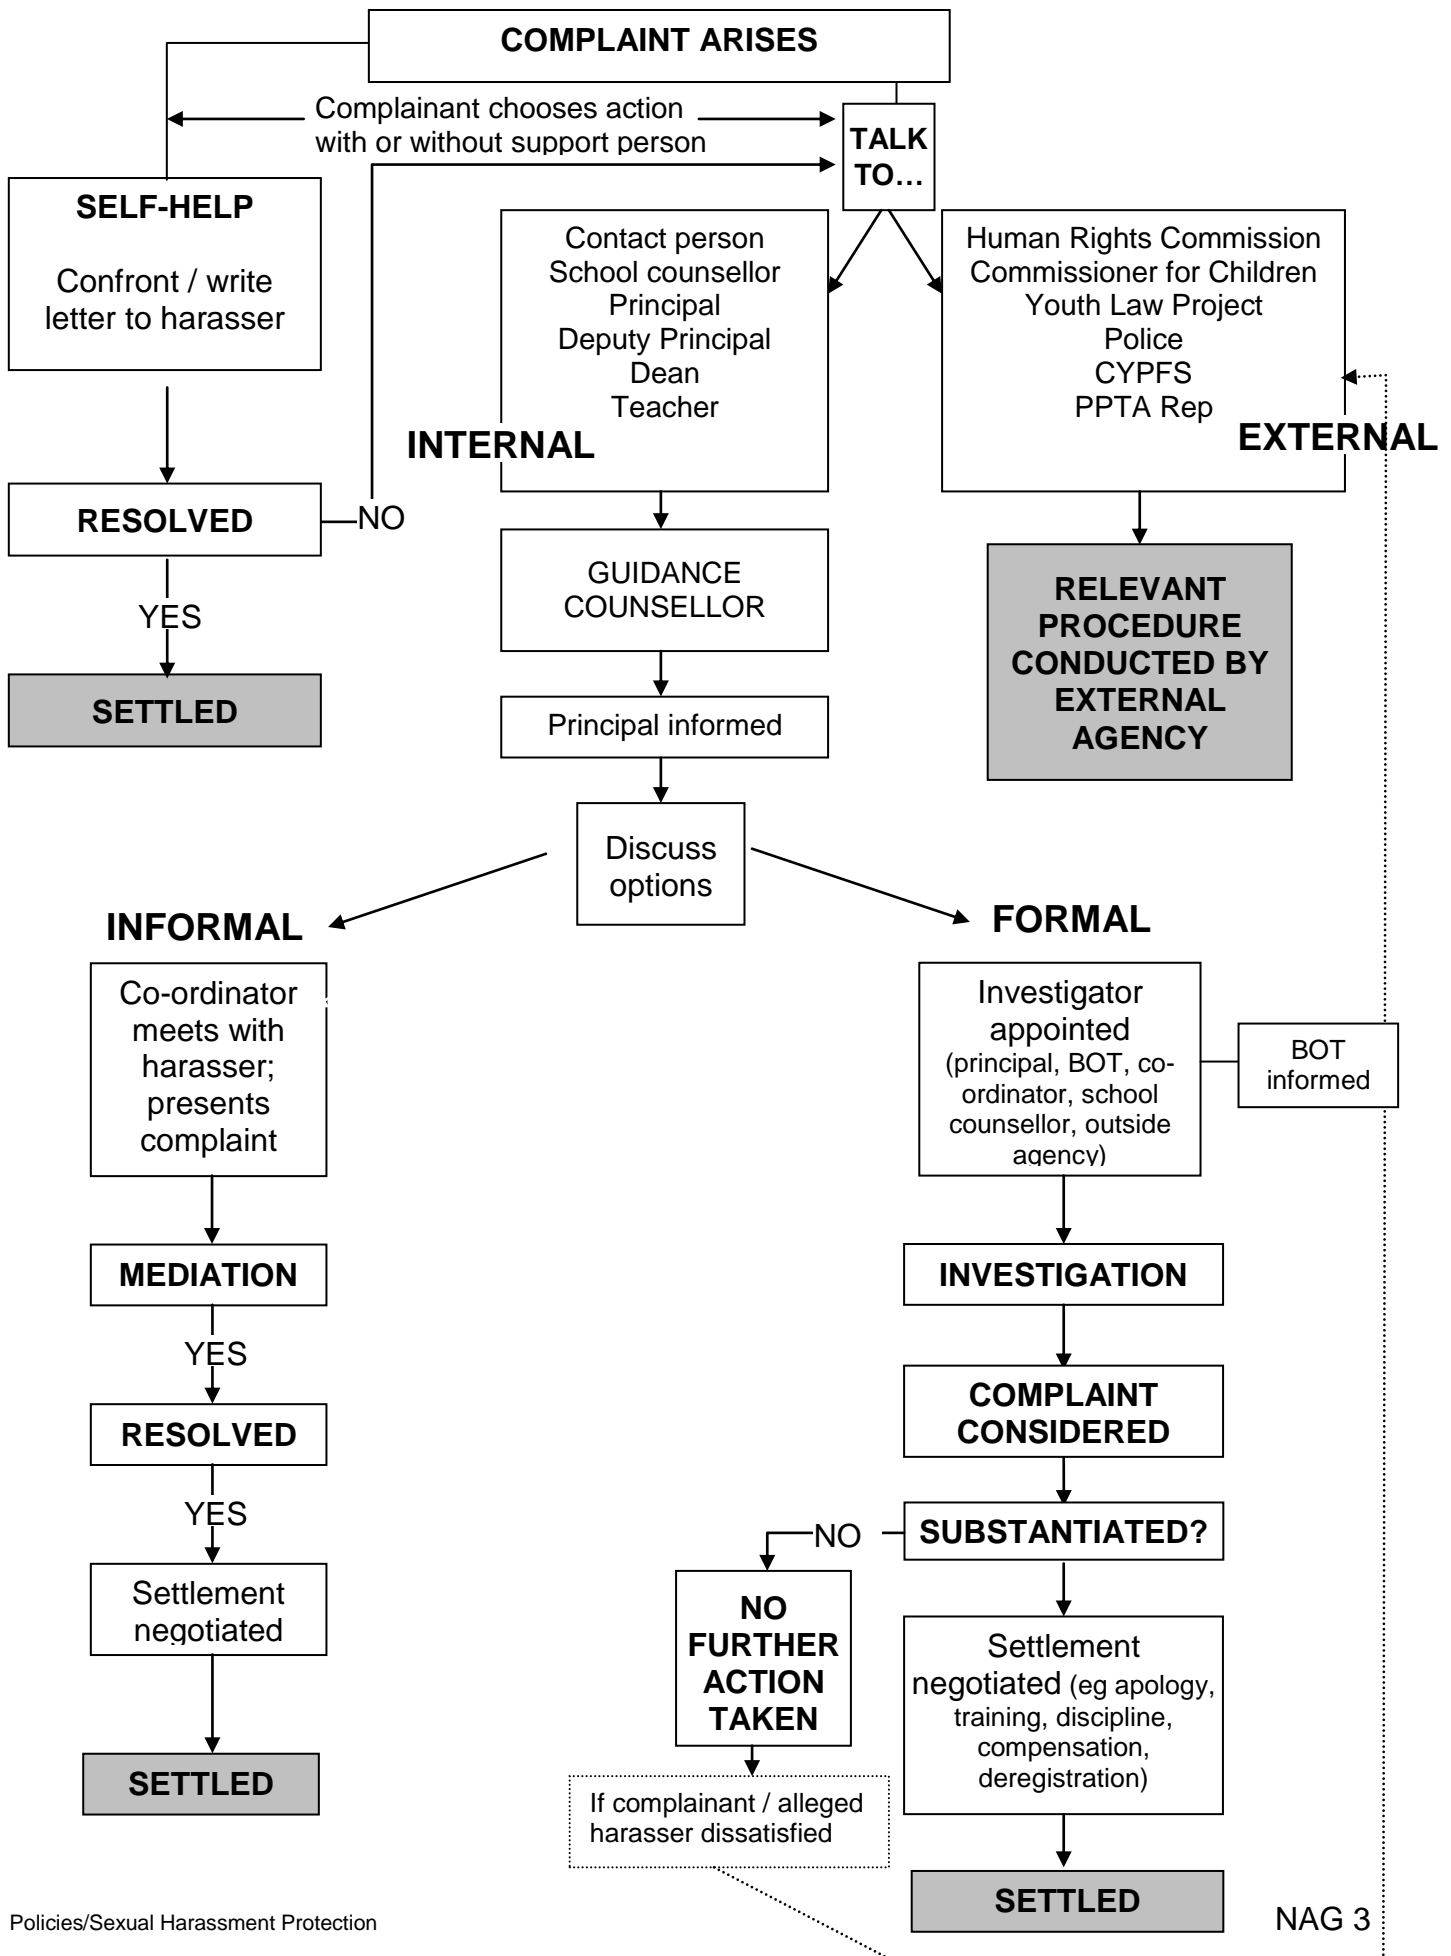 COMPLAINT ARISES
Complainant chooses action
with or without support person
TALK
TO…
SELF-HELP
Confront / write
letter to harasser
RESOLVED
NO
YES
SETTLED
Contact person
School counsellor
Principal
Deputy Principal
Dean
Teacher
INTERNAL
Human Rights Commission
Commissioner for Children
Youth Law Project
Police
CYPFS
PPTA Rep
EXTERNAL
GUIDANCE
COUNSELLOR
RELEVANT
PROCEDURE
CONDUCTED BY
EXTERNAL
AGENCY
Principal informed
Discuss
options
INFORMAL
FORMAL
Co-ordinator
meets with
harasser;
presents
complaint
MEDIATION
YES
RESOLVED
YES
Settlement
negotiated
SETTLED
Investigator
appointed
(principal, BOT, co-
ordinator, school
counsellor, outside
agency)
BOT
informed
INVESTIGATION
COMPLAINT
CONSIDERED
SUBSTANTIATED?
NO
NO
FURTHER
ACTION
TAKEN
If complainant / alleged
harasser dissatisfied
Settlement
negotiated (eg apology,
training, discipline,
compensation,
deregistration)
SETTLED
Policies/Sexual Harassment Protection
NAG 3